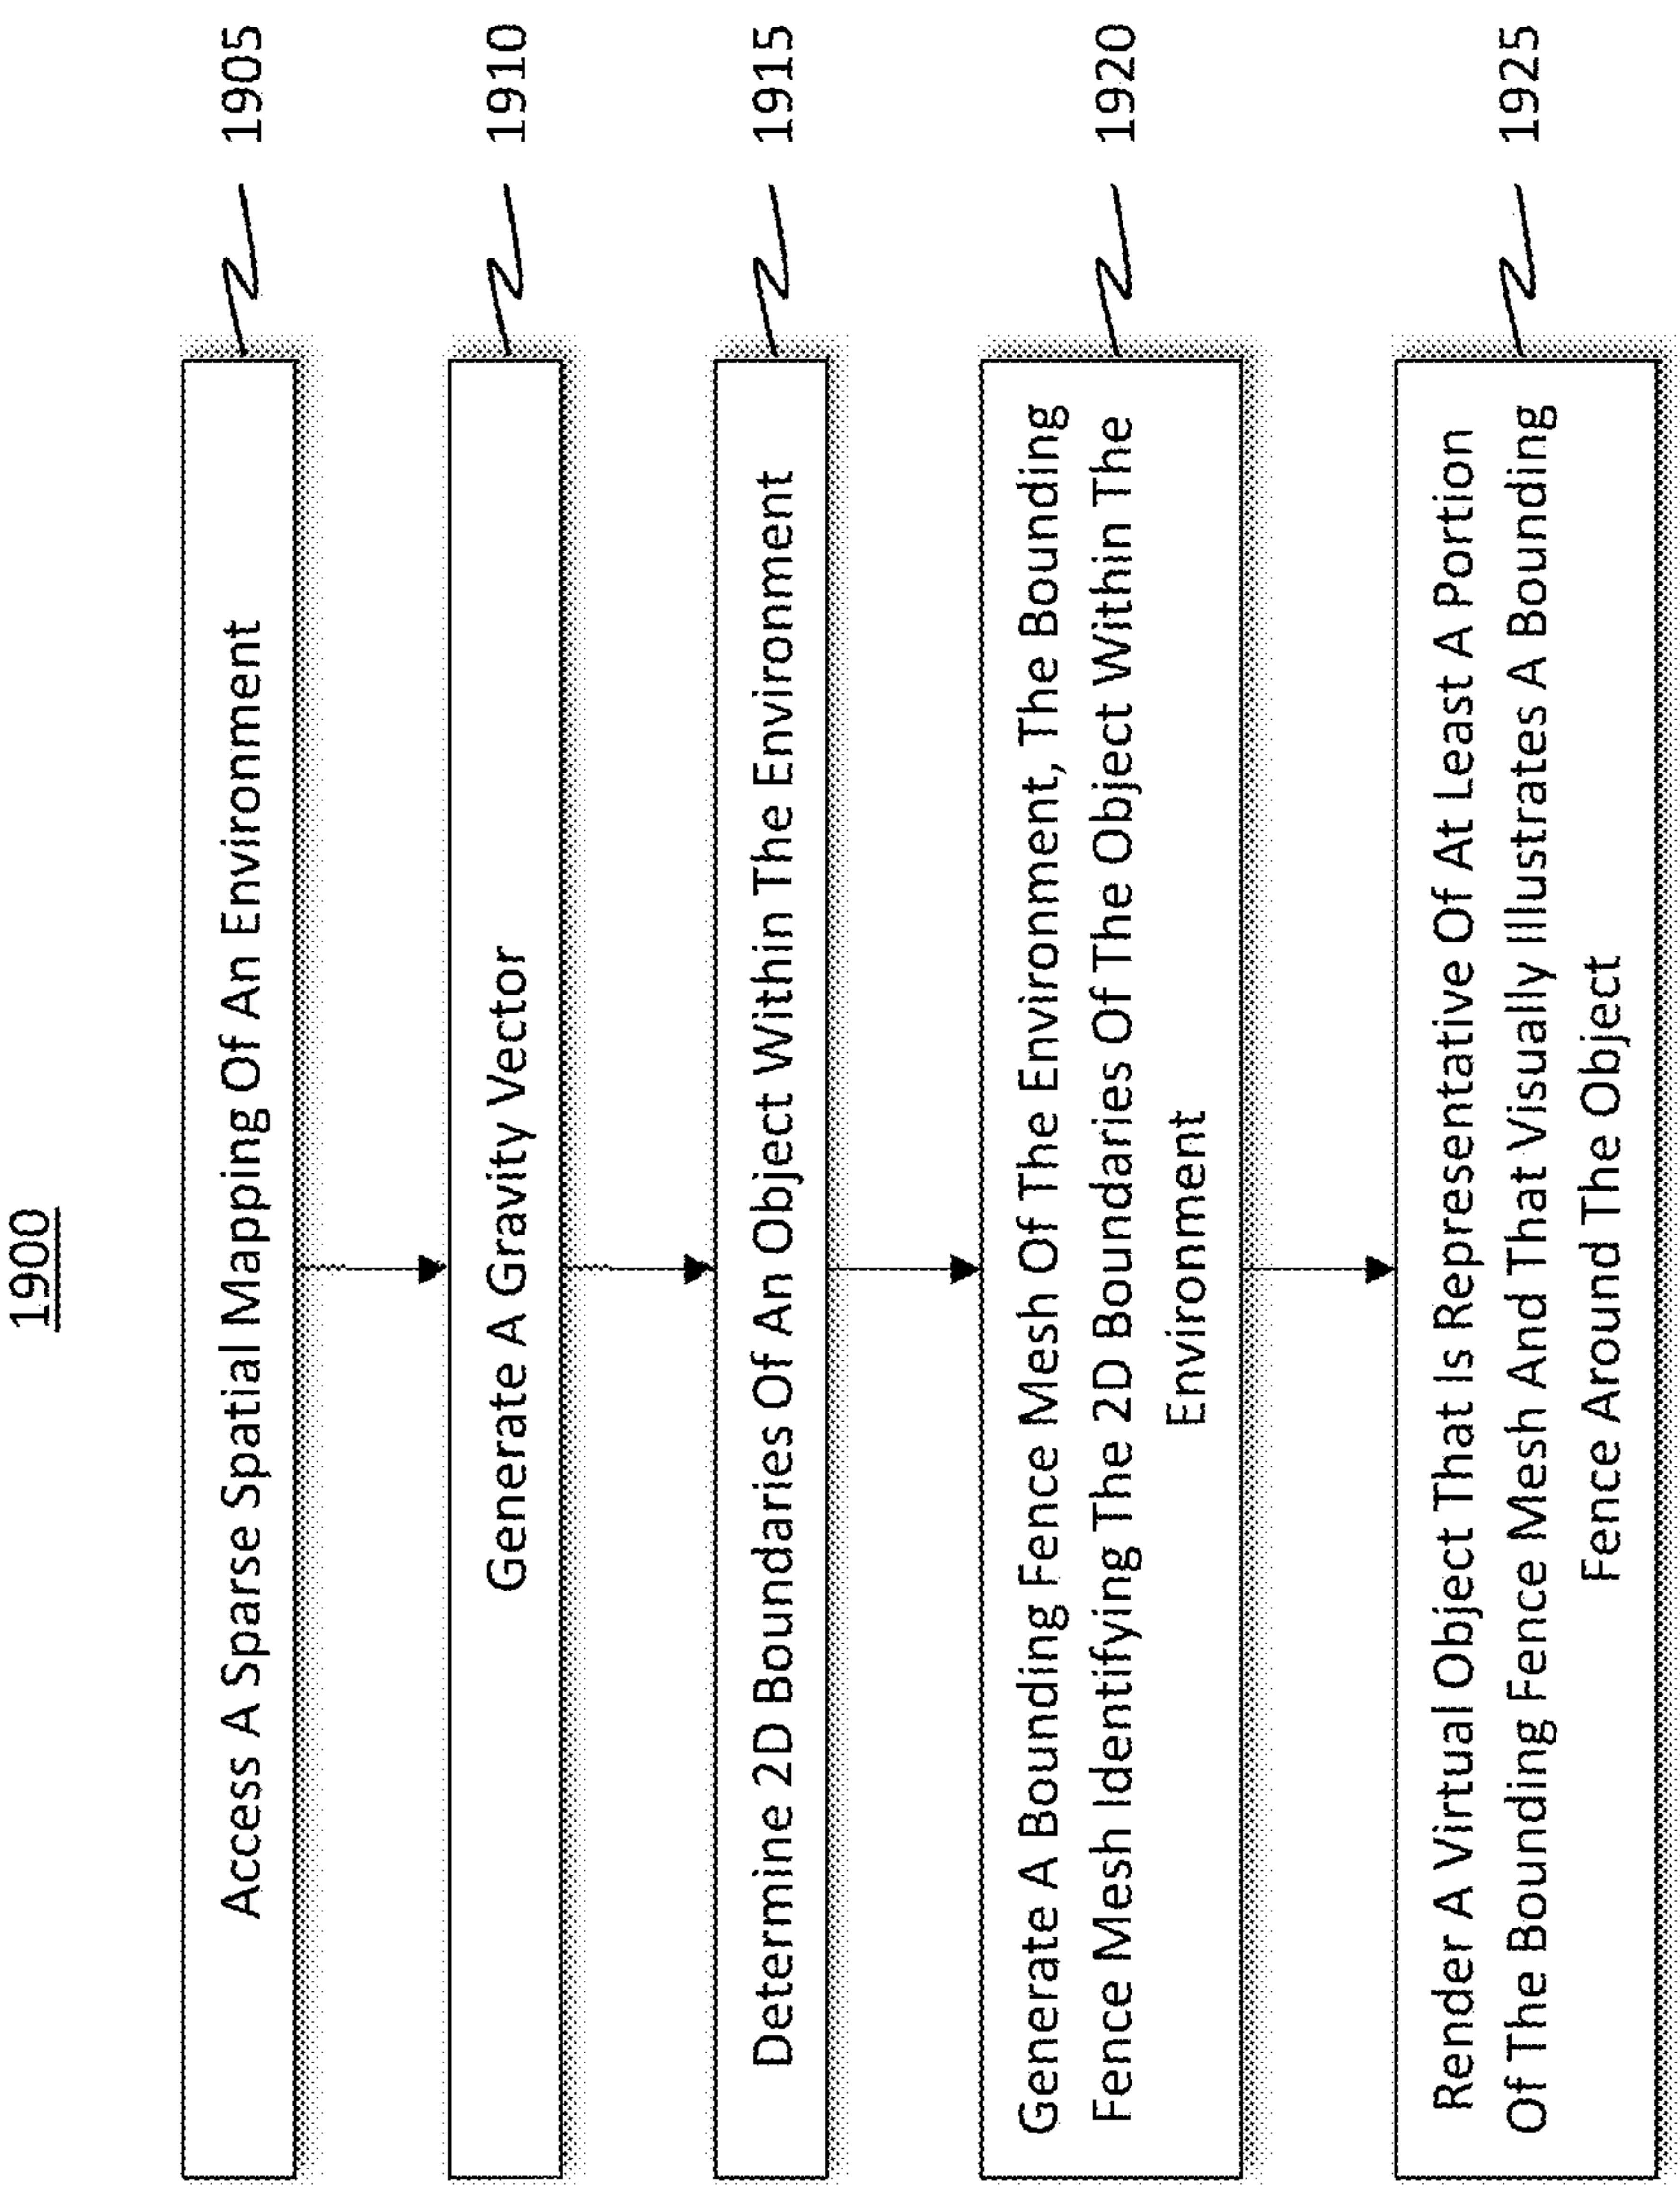 1900
Access A Sparse Spatial Mapping Of An Environment
1905
Generate A Gravity Vector
1910
Determine 2D Boundaries Of An Object Within The Environment
1915
Generate A Bounding Fence Mesh Of The Environment, The Bounding
Fence Mesh Identifying The 2D Boundaries Of The Object Within The
Environment
1920
Render A Virtual Object That Is Representative Of At Least A Portion
Of The Bounding Fence Mesh And That Visually Illustrates A Bounding
Fence Around The Object
1925